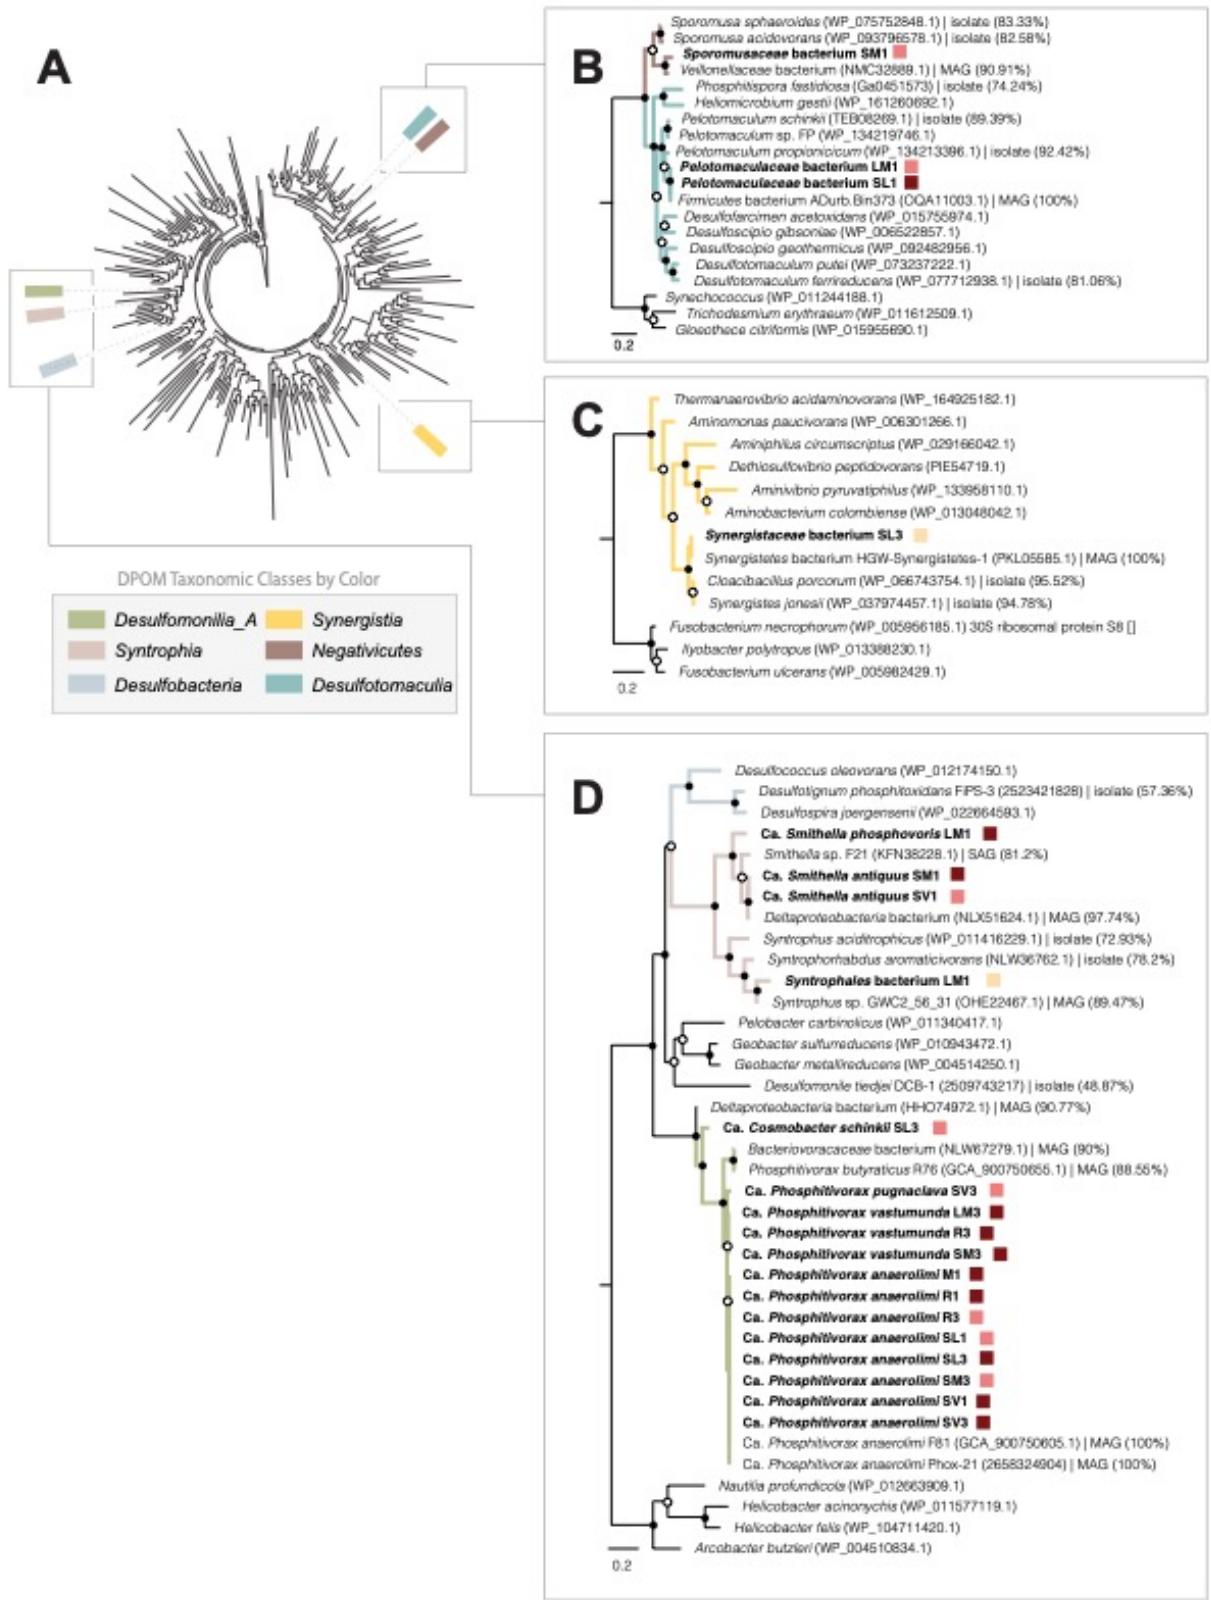 A
B
Sporomusa sphaeroides (WP_075752848.1) | isolate (83.33%)
Sporomusa acidovorans (WP_093796578.1) | isolate (82.58%)
Sporomusaceae bacterium SM1
Veillonellaceae bacterium (NMC32889.1) | MAG (90.91%)
Phosphitispora fastidiosa (Ga0451573) | isolate (74.24%)
Heliomicrobium gestii (WP_161260692.1)
Pelotomaculum schinkii (TEB08269.1) | isolate (89.39%)
Pelotomaculum sp. FP (WP_134219746.1)
Pelotomaculum propionicicum (WP_134213396.1) | isolate (92.42%)
Pelotomaculaceae bacterium LM1
Pelotomaculaceae bacterium SL1
Firmicutes bacterium ADurb.Bin373 (OQA11003.1) | MAG (100%)
Desulfofarcimen acetoxidans (WP_015755974.1)
Desulfoscipio gibsoniae (WP_006522857.1)
Desulfoscipio geothermicus (WP_092482956.1)
Desulfotomaculum putei (WP_073237222.1)
Desulfotomaculum ferrireducens (WP_077712938.1) | isolate (81.06%)
Synechococcus (WP_011244188.1)
Trichodesmium erythraeum (WP_011612509.1)
Gloeothece citriformis (WP_015955690.1)
0.2
C
Thermanaerovibrio acidaminovorans (WP_164925182.1)
Aminomonas paucivorans (WP_006301266.1)
Aminiphilus circumscriptus (WP_029166042.1)
Dethiosulfovibrio peptidovorans (PIE54719.1)
Aminivibrio pyruvatiphilus (WP_133958110.1)
Aminobacterium colombiense (WP_013048042.1)
Synergistaceae bacterium SL3
Synergistetes bacterium HGW-Synergistetes-1 (PKL05585.1) | MAG (100%)
Cloacibacillus porcorum (WP_066743754.1) | isolate (95.52%)
Synergistes jonesii (WP_037974457.1) | isolate (94.78%)
Fusobacterium necrophorum (WP_005956185.1) 30S ribosomal protein S8 []
Ilyobacter polytropus (WP_013388230.1)
Fusobacterium ulcerans (WP_005982429.1)
0.2
DPOM Taxonomic Classes by Color
Desulfomonilia_A
Synergistia
Syntrophia
Negativicutes
Desulfobacteria
Desulfotomaculia
D
Desulfococcus oleovorans (WP_012174150.1)
Desulfotignum phosphitoxidans FiPS-3 (2523421828) | isolate (57.36%)
Desulfospira joergensenii (WP_022664593.1)
Ca. Smithella phosphovoris LM1
Smithella sp. F21 (KFN38228.1) | SAG (81.2%)
Ca. Smithella antiquus SM1
Ca. Smithella antiquus SV1
Deltaproteobacteria bacterium (NLX51624.1) | MAG (97.74%)
Syntrophus aciditrophicus (WP_011416229.1) | isolate (72.93%)
Syntrophorhabdus aromaticivorans (NLW36762.1) | isolate (78.2%)
Syntrophales bacterium LM1
Syntrophus sp. GWC2_56_31 (OHE22467.1) | MAG (89.47%)
Pelobacter carbinolicus (WP_011340417.1)
Geobacter sulfurreducens (WP_010943472.1)
Geobacter metallireducens (WP_004514250.1)
Desulfomonile tiedjei DCB-1 (2509743217) | isolate (48.87%)
Deltaproteobacteria bacterium (HHO74972.1) | MAG (90.77%)
Ca. Cosmobacter schinkii SL3
Bacteriovoracaceae bacterium (NLW67279.1) | MAG (90%)
Phosphitivorax butyraticus R76 (GCA_900750655.1) | MAG (88.55%)
Ca. Phosphitivorax pugnaclava SV3
Ca. Phosphitivorax vastumunda LM3
Ca. Phosphitivorax vastumunda R3
Ca. Phosphitivorax vastumunda SM3
Ca. Phosphitivorax anaerolimi M1
Ca. Phosphitivorax anaerolimi R1
Ca. Phosphitivorax anaerolimi R3
Ca. Phosphitivorax anaerolimi SL1
Ca. Phosphitivorax anaerolimi SL3
Ca. Phosphitivorax anaerolimi SM3
Ca. Phosphitivorax anaerolimi SV1
Ca. Phosphitivorax anaerolimi SV3
Ca. Phosphitivorax anaerolimi F81 (GCA_900750605.1) | MAG (100%)
Ca. Phosphitivorax anaerolimi Phox-21 (2658324904) | MAG (100%)
Nautilia profundicola (WP_012663909.1)
Helicobacter acinonychis (WP_011577119.1)
Helicobacter felis (WP_104711420.1)
Arcobacter butzleri (WP_004510834.1)
0.2